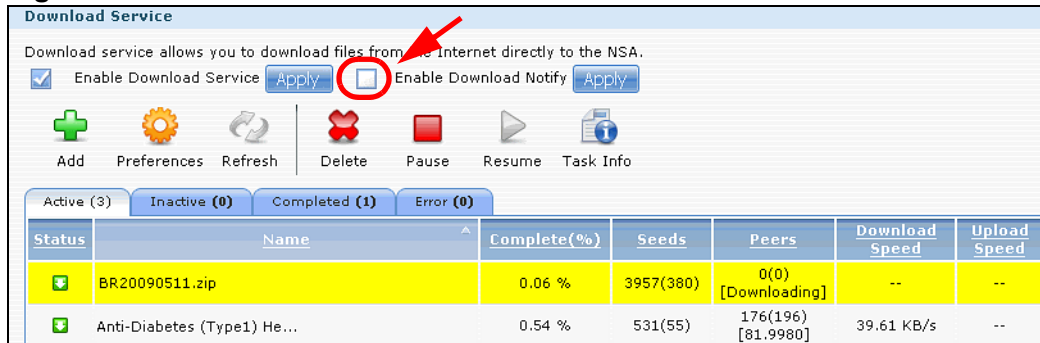 Download Service
Download service allows you to download files from the Internet directly to the NSA.
Enable Download Service Apply Enable Download Notify Apply
Add Preferences Refresh Delete Pause Resume Task Info
Active (3) Inactive (0) Completed (1) Error (0)
Status Name Complete(%) Seeds Peers Download Speed Upload Speed
BR20090511.zip 0.06 % 3957(380) 0(0) [Downloading] -- --
Anti-Diabetes (Type1) He... 0.54 % 531(55) 176(196) [81.9980] 39.61 KB/s --